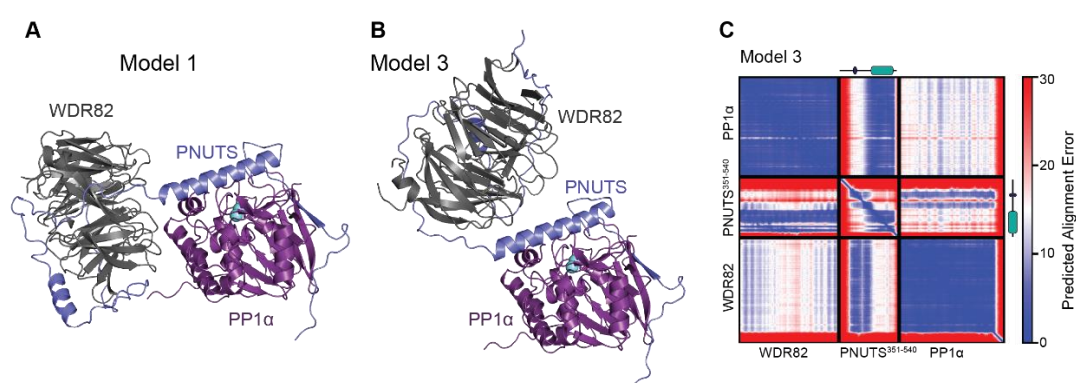 A
Model 1
WDR82
PNUTS
PP1α
B
Model 3
WDR82
PNUTS
PP1α
C
Model 3
PP1α
PNUTS351-540
WDR82
WDR82
PNUTS351-540
PP1α
30
20
10
0
Predicted Alignment Error